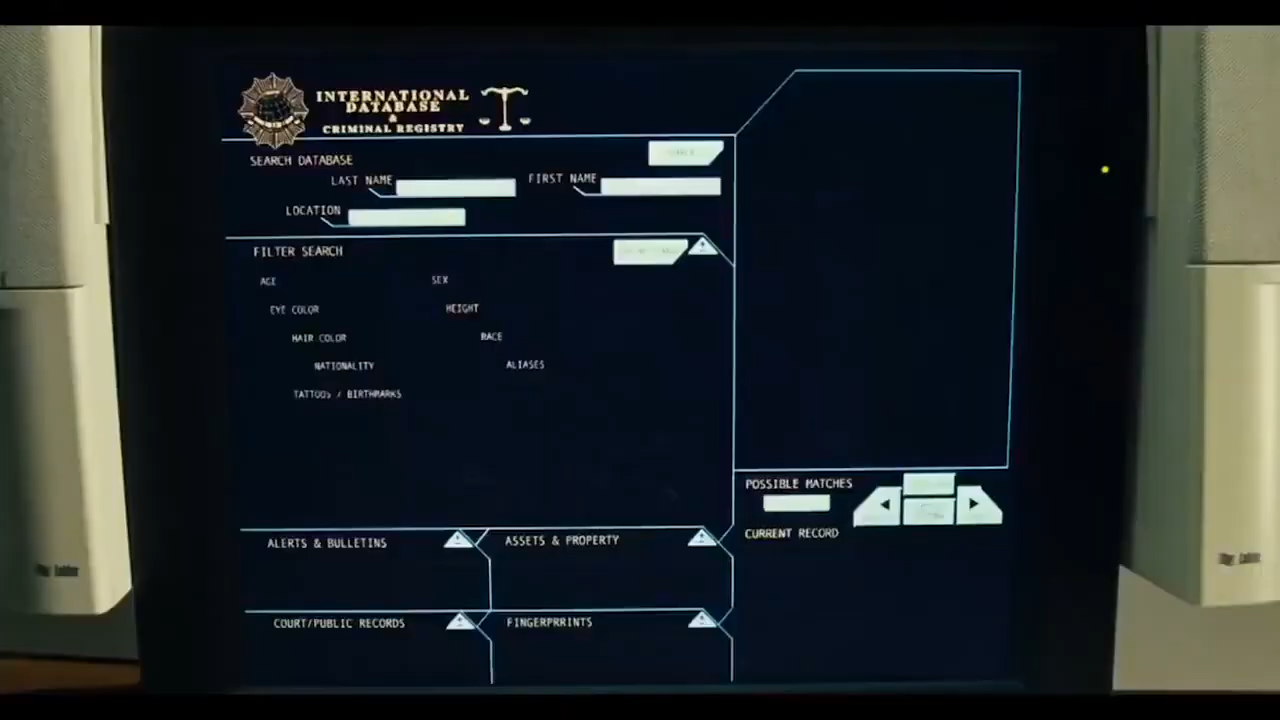 INTERNATIONAL
DATABASE
&
CRIMINAL REGISTRY
SEARCH DATABASE
LAST NAME
FIRST NAME
LOCATION
FILTER SEARCH
AGE
SEX
EYE COLOR
HEIGHT
HAIR COLOR
RACE
NATIONALITY
ALIASES
TATTOOS / BIRTHMARKS
POSSIBLE MATCHES
CURRENT RECORD
ALERTS & BULLETINS
ASSETS & PROPERTY
COURT/PUBLIC RECORDS
FINGERPRRINTS